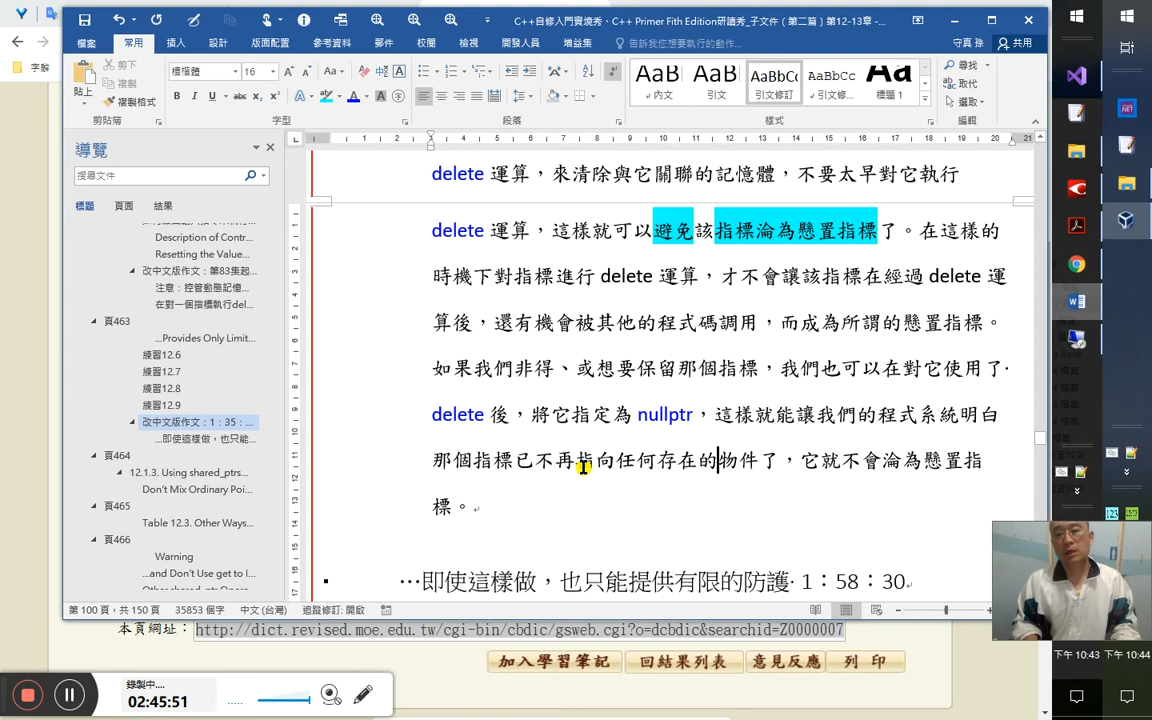 C++自修入門實境秀、C++ Primer Fith Edition研讀秀_子文件（第二篇）12-13章 - ...
檔案 常用 插入 設計 版面配置 參考資料 郵件 校閱 檢視 開發人員 增益集 告訴我您想要執行的動作... 守真 孫 共用
字齡
貼上 剪下 複製 複製格式
標楷體 16
AaBbC AaBbC AaBbCc AaBbCc AaBb
內文 引文 引文修訂 引文修... 標題 1
尋找 取代 選取
剪貼簿 字型 段落 樣式 編輯
導覽
搜尋文件
標題 頁面 結果
Description of Contr...
Resetting the Value...
改中文版作文：第83集起...
注意：控管動態記憶...
在對一個指標執行del...
頁463
...Provides Only Limit...
練習12.6
練習12.7
練習12.8
練習12.9
改中文版作文：1：35：...
...即使這樣做，也只能...
12.1.3. Using shared_ptrs...
Don't Mix Ordinary Poi...
頁465
Table 12.3. Other Ways...
頁466
Warning
...and Don't Use get to I...
delete 運算，來清除與它關聯的記憶體，不要太早對它執行
delete 運算，這樣就可以避免該指標淪為懸置指標了。在這樣的
時機下對指標進行 delete 運算，才不會讓該指標在經過 delete 運
算後，還有機會被其他的程式碼調用，而成為所謂的懸置指標。
如果我們非得、或想要保留那個指標，我們也可以在對它使用了
delete 後，將它指定為 nullptr，這樣就能讓我們的程式系統明白
那個指標已不再指向任何存在的物件了，它就不會淪為懸置指
標。
…即使這樣做，也只能提供有限的防護 1：58：30
第 100 頁，共 150 頁 35853 個字 中文 (台灣) 追蹤修訂: 開啟
本頁網址： http://dict.revised.moe.edu.tw/cgi-bin/cbdic/gsweb.cgi?o=dcbdic&searchid=Z0000007
加入學習筆記 回結果列表 意見反應 列 印
錄製中....
02:45:51
下午 10:43 下午 10:44